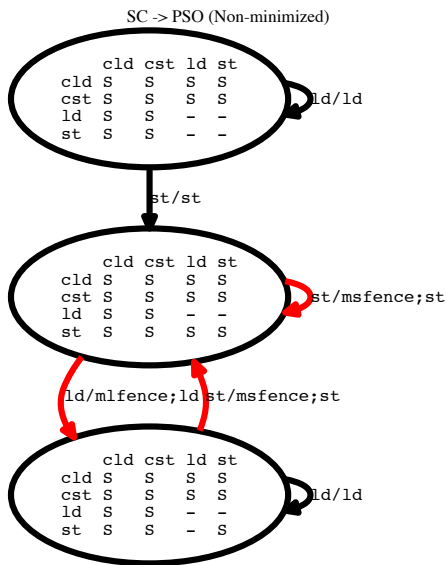 SC -> PSO (Non-minimized)
cld cst ld st
cld S S S S
cst S S S S
ld S S - -
st S S - -
ld/ld
st/st
cld cst ld st
cld S S S S
cst S S S S
ld S S - -
st S S S S
st/msfence;st
ld/mlfence;ld st/msfence;st
cld cst ld st
cld S S S S
cst S S S S
ld S S - -
st S S - S
ld/ld